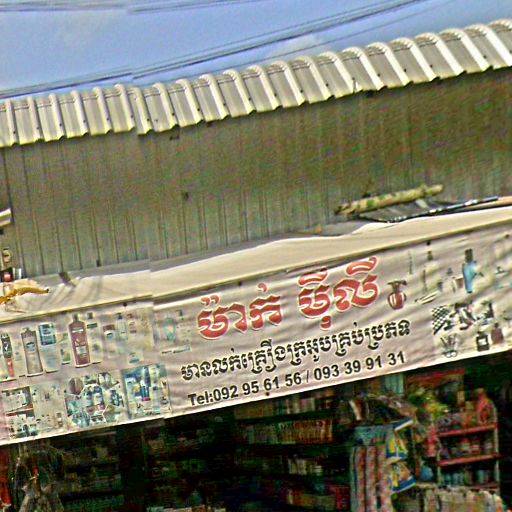 ម៉ាក់ ម៉ីលី
មានលក់គ្រឿងក្រអូបគ្រប់ប្រភេទ
Tel:092 95 61 56 / 093 39 91 31